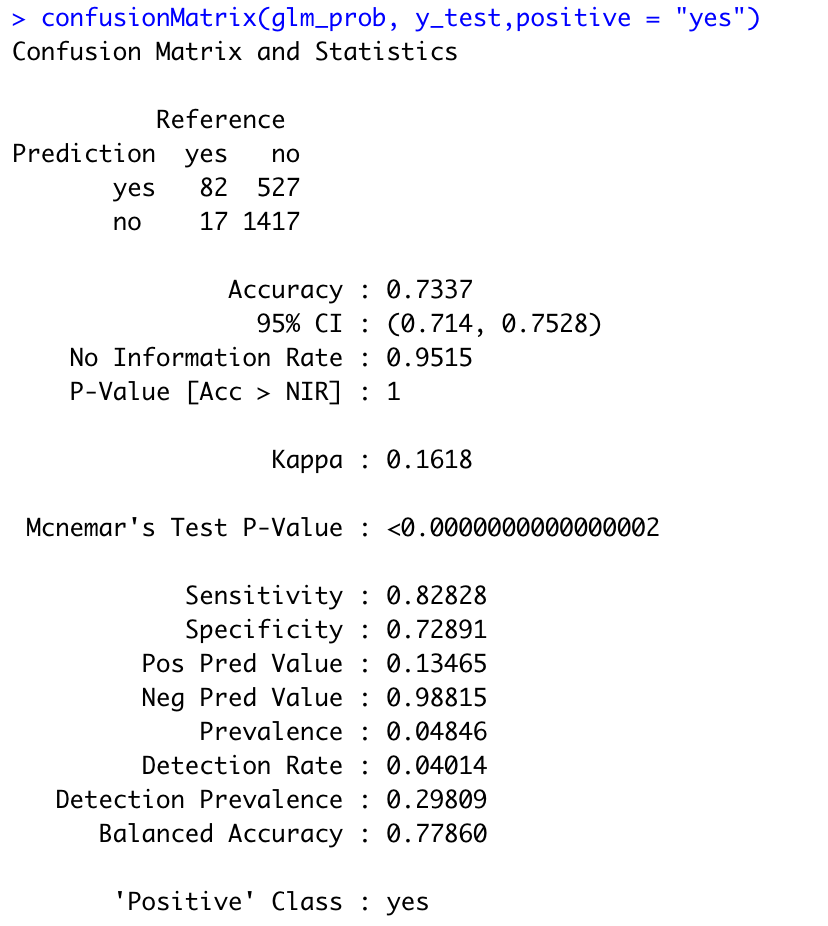 > confusionMatrix(glm_prob, y_test,positive = "yes")
Confusion Matrix and Statistics
Reference
Prediction yes no
yes 82 527
no 17 1417
Accuracy : 0.7337
95% CI : (0.714, 0.7528)
No Information Rate : 0.9515
P-Value [Acc > NIR] : 1
Kappa : 0.1618
Mcnemar's Test P-Value : <0.0000000000000002
Sensitivity : 0.82828
Specificity : 0.72891
Pos Pred Value : 0.13465
Neg Pred Value : 0.98815
Prevalence : 0.04846
Detection Rate : 0.04014
Detection Prevalence : 0.29809
Balanced Accuracy : 0.77860
'Positive' Class : yes